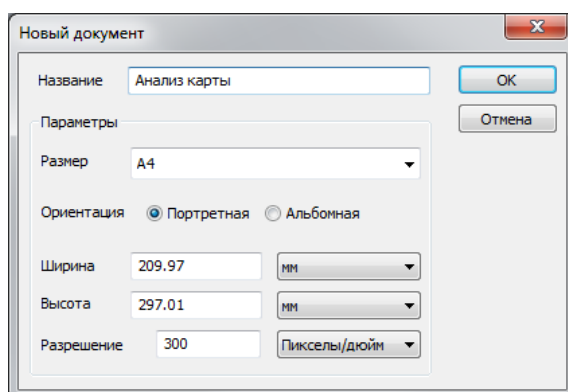 Новый документ
Название Анализ карты OK
Параметры Отмена
Размер A4
Ориентация Портретная Альбомная
Ширина 209.97 мм
Высота 297.01 мм
Разрешение 300 Пикселы/дюйм